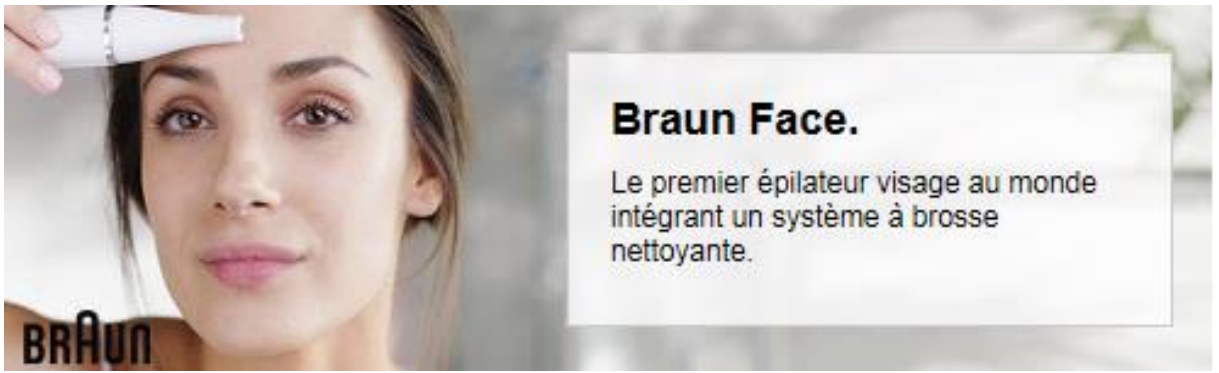 Braun Face.
Le premier épilateur visage au monde
intégrant un système à brosse
nettoyante.
BRAUN